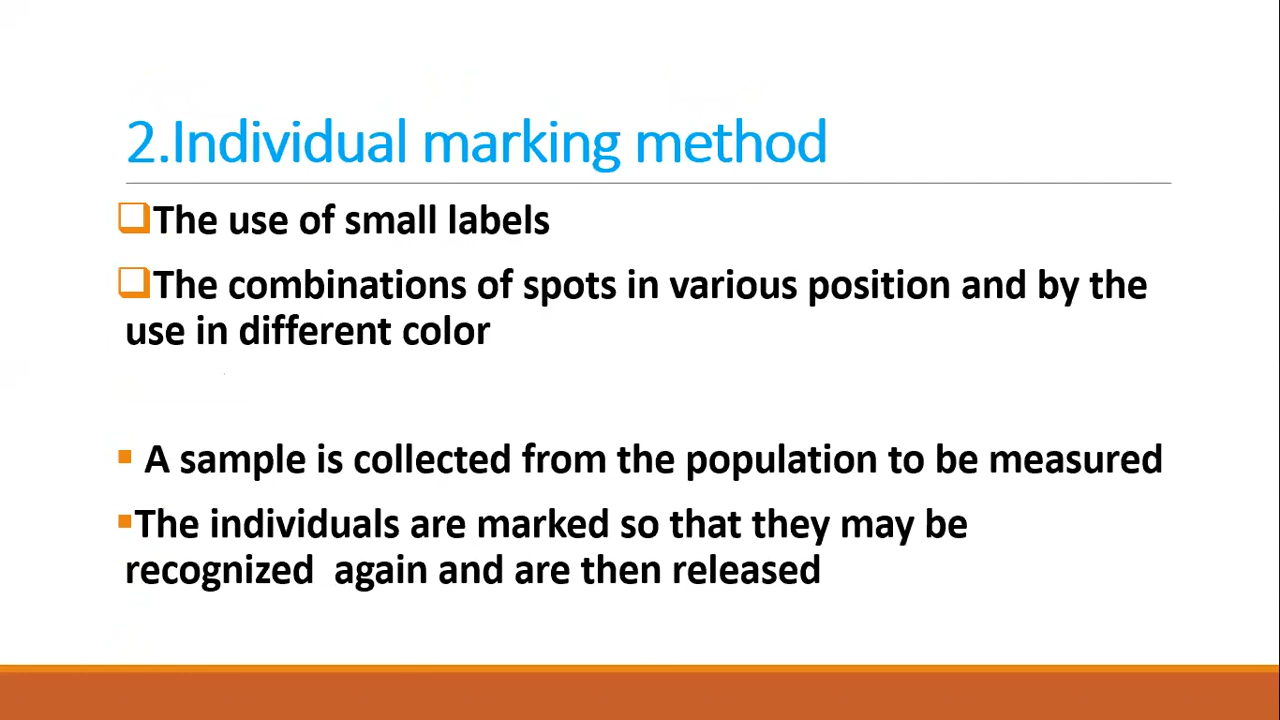 2.Individual marking method
The use of small labels
The combinations of spots in various position and by the
use in different color
A sample is collected from the population to be measured
The individuals are marked so that they may be
recognized again and are then released